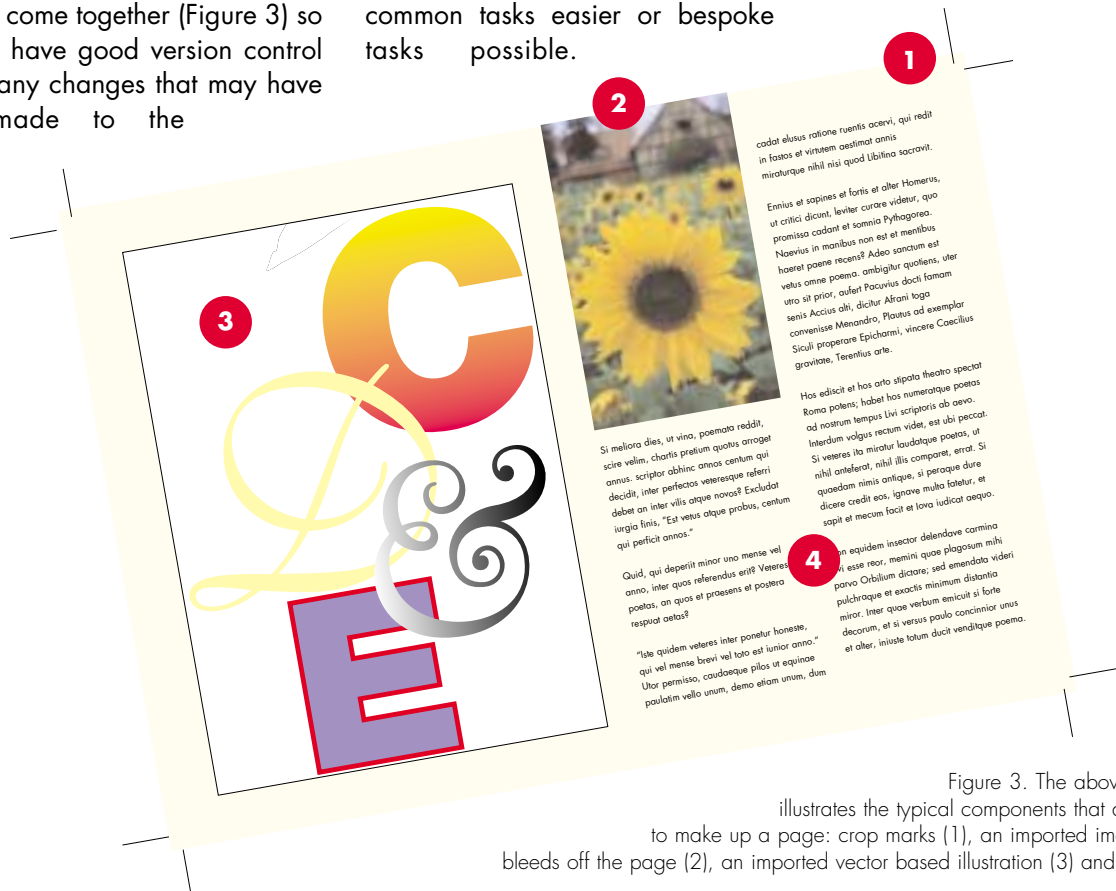 come together (Figure 3) so
have good version control
any changes that may have
made to the
common tasks easier or bespoke
tasks possible.
1
2
3
4
C
D
&
E
Si meliora dies, ut vina, poemata reddit,
scire velim, chartis pretium quotus arroget
annus. scriptor abhinc annos centum qui
decidit, inter perfectos veteresque referri
debet an inter vilis atque novos? Excludat
iurgia finis, "Est vetus atque probus, centum
qui perficit annos."
Quid, qui deperiit minor uno mense vel
anno, inter quos referendus erit? Veteres
poetas, an quos et praesens et postera
respuat aetas?
"Iste quidem veteres inter ponetur honeste,
qui vel mense brevi vel toto est iunior anno."
Utor permisso, caudaeque pilos ut equinae
paulatim vello unum, demo etiam unum, dum
cadat elusus ratione ruentis acervi, qui redit
in fastos et virtutem aestimat annis
miraturque nihil nisi quod Libitina sacravit.
Ennius et sapines et fortis et alter Homerus,
ut critici dicunt, leviter curare videtur, quo
promissa cadant et somnia Pythagorea.
Naevius in manibus non est et mentibus
haeret paene recens? Adeo sanctum est
vetus omne poema. ambigitur quotiens, uter
utro sit prior, aufert Pacuvius docti famam
senis Accius alti, dicitur Afrani toga
convenisse Menandro, Plautus ad exemplar
Siculi properare Epicharmi, vincere Caecilius
gravitate, Terentius arte.
Hos ediscit et hos arto stipata theatro spectat
Roma potens; habet hos numeratque poetas
ad nostrum tempus Livi scriptoris ab aevo.
Interdum volgus rectum videt, est ubi peccat.
Si veteres ita miratur laudatque poetas, ut
nihil anteferat, nihil illis comparet, errat. Si
quaedam nimis antique, si peraque dure
dicere credit eos, ignave multa fatetur, et
sapit et mecum facit et Iova iudicat aequo.
equidem insector delendave carmina
esse reor, memini quae plagosum mihi
parvo Orbilium dictare; sed emendata videri
pulchraque et exactis minimum distantia
miror. Inter quae verbum emicuit si forte
decorum, et si versus paulo concinnior unus
et alter, iniuste totum ducit venditque poema.
Figure 3. The abov
illustrates the typical components that
to make up a page: crop marks (1), an imported im
bleeds off the page (2), an imported vector based illustration (3) and